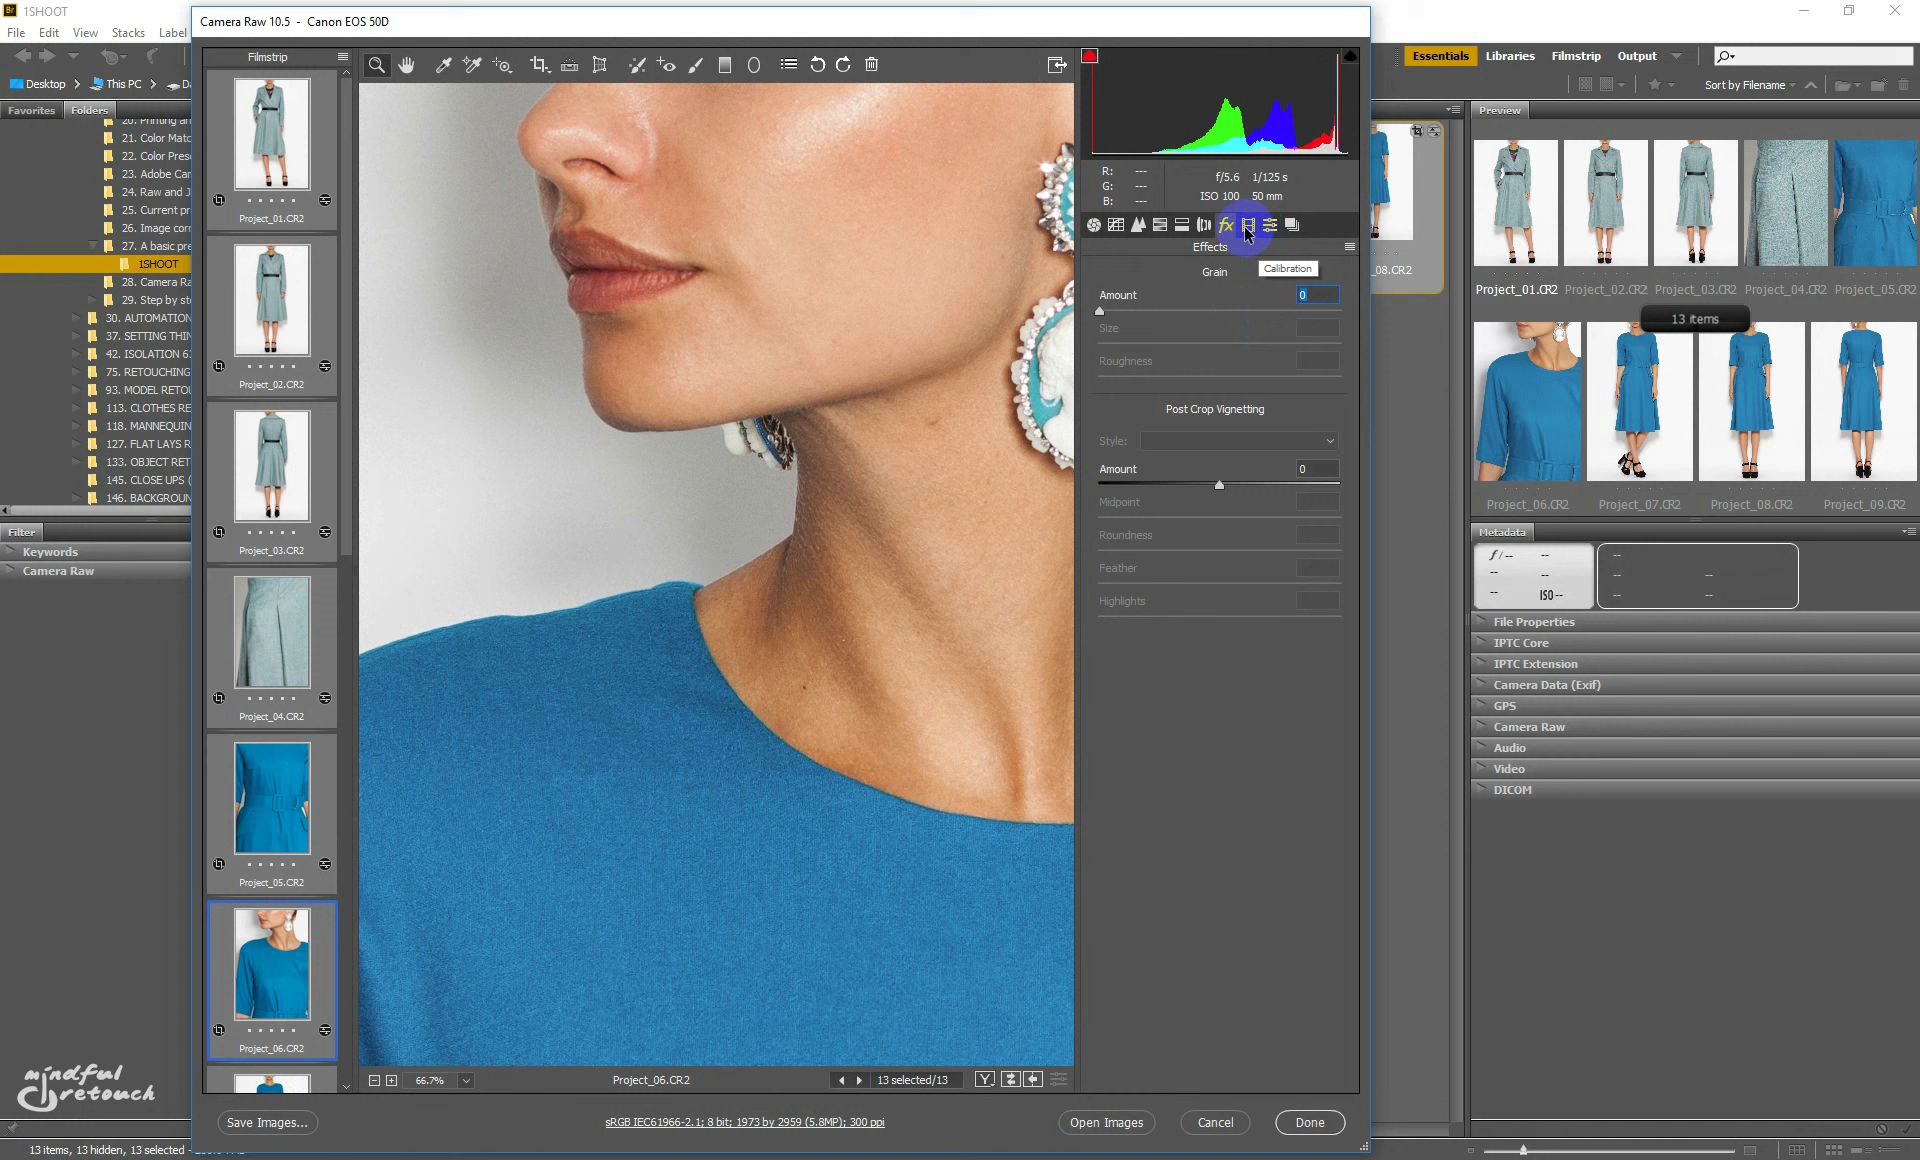 Br 1SHOOT
File Edit View Stacks Label
Desktop This PC
Favorites Folders
21. Color Matc
22. Color Pres
23. Adobe Car
24. Raw and J
25. Current pr
26. Image corr
27. A basic pre
1SHOOT
28. Camera Ra
29. Step by st
30. AUTOMATION
37. SETTING THIN
42. ISOLATION 6
75. RETOUCHING
93. MODEL RETO
113. CLOTHES RE
118. MANNEQUIN
127. FLAT LAYS R
133. OBJECT RET
145. CLOSE UPS (
146. BACKGROUN
Filter
Keywords
Camera Raw
mindful
retouch
13 items, 13 hidden, 13 selected -
Camera Raw 10.5 - Canon EOS 50D
Filmstrip
Project_01.CR2
Project_02.CR2
Project_03.CR2
Project_04.CR2
Project_05.CR2
Project_06.CR2
66.7%
Project_06.CR2
13 selected/13
Y
Save Images...
sRGB IEC61966-2.1; 8 bit; 1973 by 2959 (5.8MP); 300 ppi
Open Images
Cancel
Done
R: ---
G: ---
B: ---
f/5.6 1/125 s
ISO 100 50 mm
fx
Effects
Calibration
Grain
Amount 0
Size
Roughness
Post Crop Vignetting
Style:
Amount 0
Midpoint
Roundness
Feather
Highlights
_08.CR2
Essentials Libraries Filmstrip Output
Sort by Filename
Preview
Project_01.CR2 Project_02.CR2 Project_03.CR2 Project_04.CR2 Project_05.CR2
13 items
Project_06.CR2 Project_07.CR2 Project_08.CR2 Project_09.CR2
Metadata
f/-- --
-- --
-- ISO--
--
-- --
-- --
File Properties
IPTC Core
IPTC Extension
Camera Data (Exif)
GPS
Camera Raw
Audio
Video
DICOM